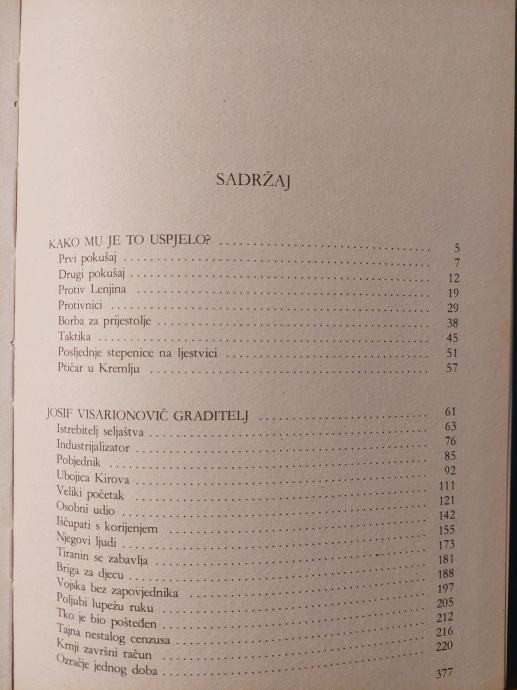 SADRŽAJ
KAKO MU JE TO USPJELO? . . . . . . . . . . 5
Prvi pokušaj . . . . . . . . . . 7
Drugi pokušaj . . . . . . . . . . 12
Protiv Lenjina . . . . . . . . . . 19
Protivnici . . . . . . . . . . 29
Borba za prijestolje . . . . . . . . . . 38
Taktika . . . . . . . . . . 45
Posljednje stepenice na ljestvici . . . . . . . . . . 51
Ptičar u Kremlju . . . . . . . . . . 57
JOSIF VISARIONOVIČ GRADITELJ . . . . . . . . . . 61
Istrebitelj seljaštva . . . . . . . . . . 63
Industrijalizator . . . . . . . . . . 76
Pobjednik . . . . . . . . . . 85
Ubojica Kirova . . . . . . . . . . 92
Veliki početak . . . . . . . . . . 111
Osobni udio . . . . . . . . . . 121
Iščupati s korijenjem . . . . . . . . . . 142
Njegovi ljudi . . . . . . . . . . 155
Tiranin se zabavlja . . . . . . . . . . 173
Briga za djecu . . . . . . . . . . 181
Vojska bez zapovjednika . . . . . . . . . . 188
Poljubi lupežu ruku . . . . . . . . . . 197
Tko je bio pošteđen . . . . . . . . . . 205
Tajna nestalog cenzusa . . . . . . . . . . 212
Krnji završni račun . . . . . . . . . . 216
Ozračje jednog doba . . . . . . . . . . 220
377